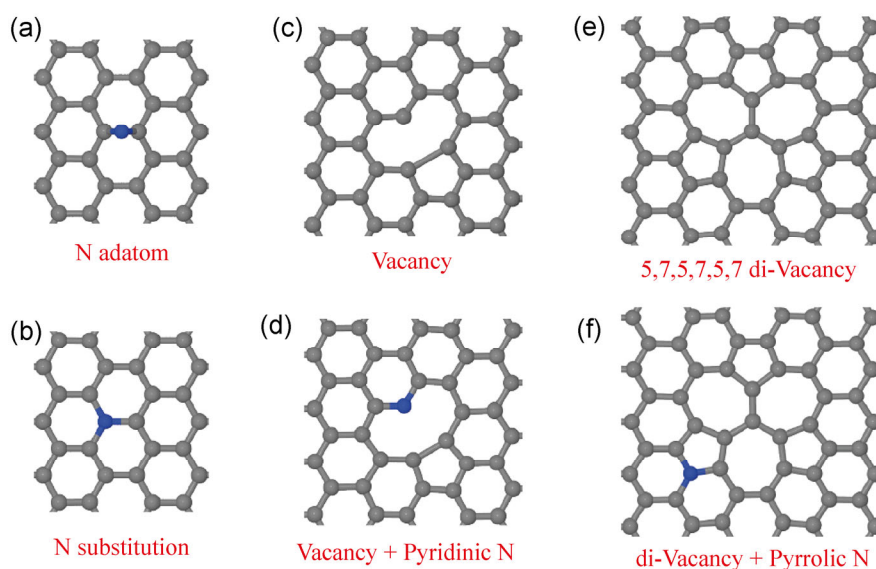 (a)
N adatom
(c)
Vacancy
(e)
5,7,5,7,5,7 di-Vacancy
(b)
N substitution
(d)
Vacancy + Pyridinic N
(f)
di-Vacancy + Pyrrolic N